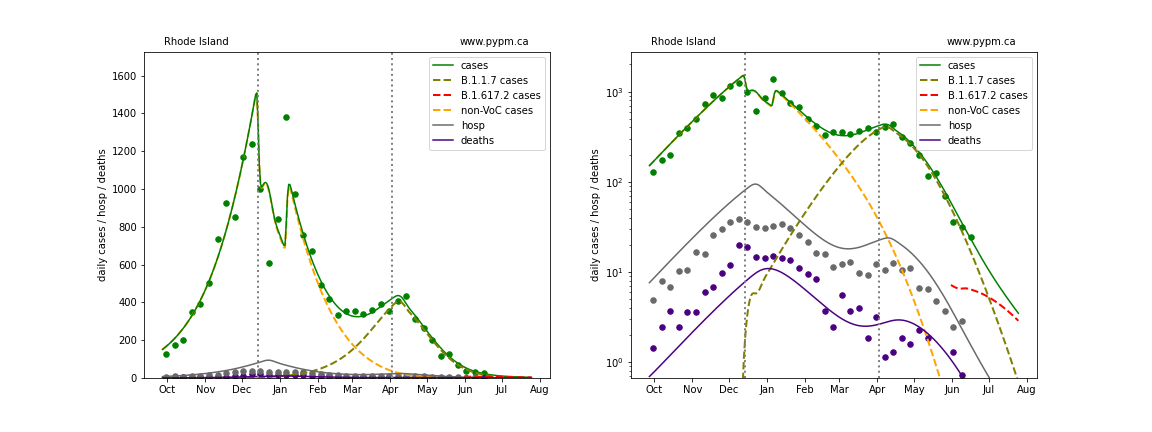 Rhode Island www.pypm.ca
1600
1400
1200
1000
800
600
400
200
0
daily cases / hosp / deaths
cases
B.1.1.7 cases
B.1.617.2 cases
non-VoC cases
hosp
deaths
Oct Nov Dec Jan Feb Mar Apr May Jun Jul Aug
Rhode Island www.pypm.ca
10³
10²
10¹
10⁰
daily cases / hosp / deaths
cases
B.1.1.7 cases
B.1.617.2 cases
non-VoC cases
hosp
deaths
Oct Nov Dec Jan Feb Mar Apr May Jun Jul Aug